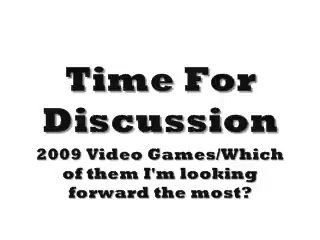 Time For
Discussion
2009 Video Games/Which
of them I'm looking
forward the most?